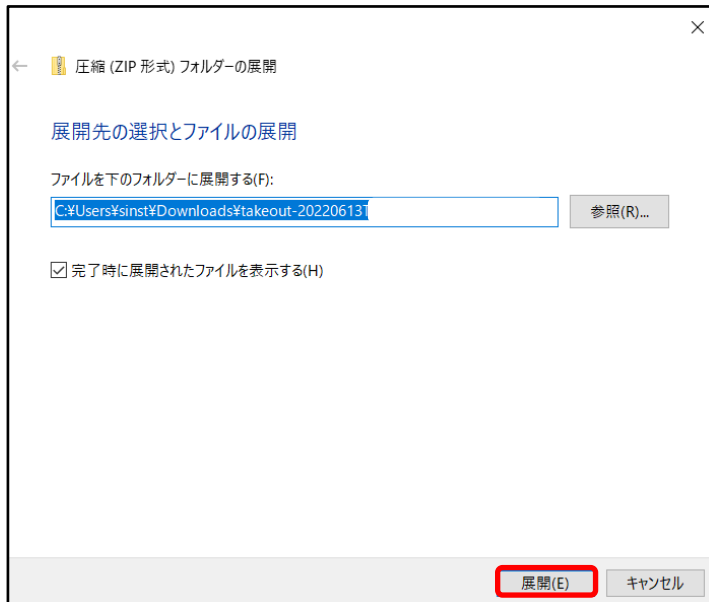 圧縮 (ZIP 形式) フォルダーの展開
展開先の選択とファイルの展開
ファイルを下のフォルダーに展開する(F):
C:¥Users¥sinst¥Downloads¥takeout-20220613T
参照(R)...
完了時に展開されたファイルを表示する(H)
展開(E)
キャンセル